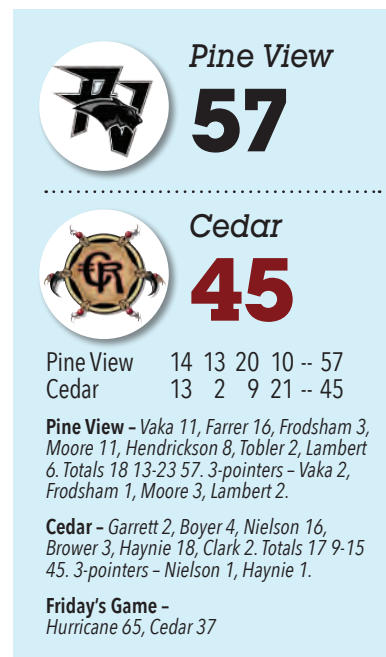 PV
Pine View
57
Cedar
CR
45
Pine View 14 13 20 10 -- 57
Cedar 13 2 9 21 -- 45
Pine View – Vaka 11, Farrer 16, Frodsham 3,
Moore 11, Hendrickson 8, Tobler 2, Lambert
6. Totals 18 13-23 57. 3-pointers – Vaka 2,
Frodsham 1, Moore 3, Lambert 2.
Cedar – Garrett 2, Boyer 4, Nielson 16,
Brower 3, Haynie 18, Clark 2. Totals 17 9-15
45. 3-pointers – Nielson 1, Haynie 1.
Friday's Game –
Hurricane 65, Cedar 37